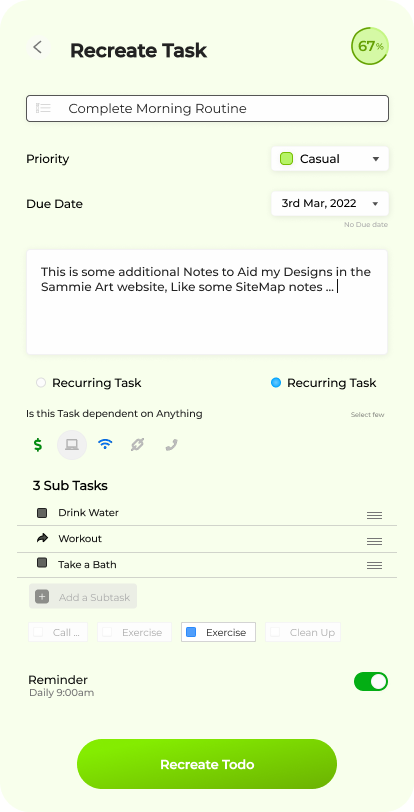 Recreate Task
67%
Complete Morning Routine
Priority
Casual
Due Date
3rd Mar, 2022
No Due date
This is some additional Notes to Aid my Designs in the
Sammie Art website, Like some SiteMap notes ...
Recurring Task
Recurring Task
Is this Task dependent on Anything
Select few
3 Sub Tasks
Drink Water
Workout
Take a Bath
Add a Subtask
Call ...
Exercise
Exercise
Clean Up
Reminder
Daily 9:00am
Recreate Todo